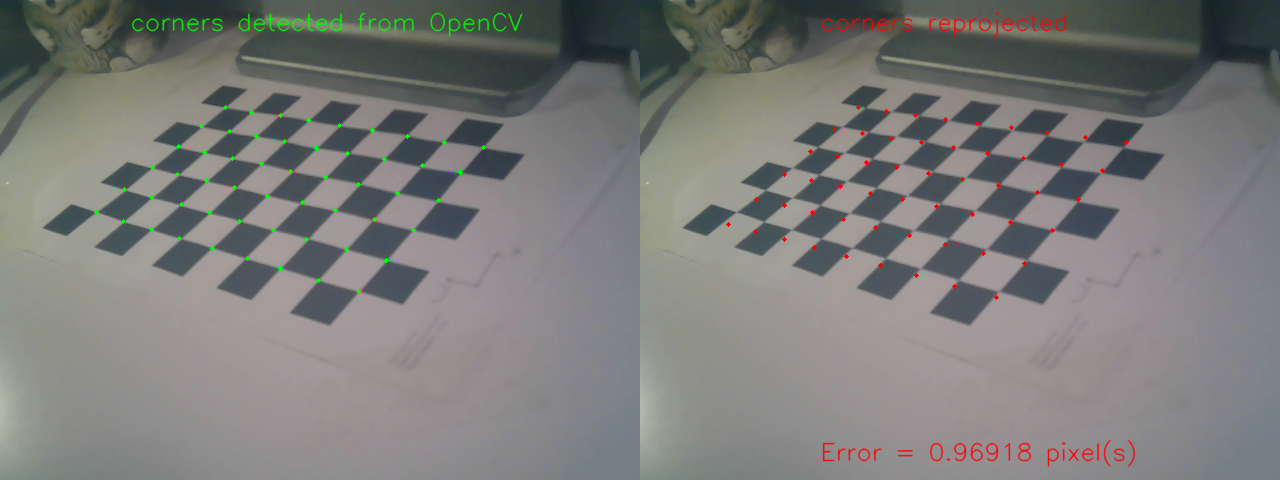 corners detected from OpenCV
corners reprojected
Error = 0.96918 pixel(s)